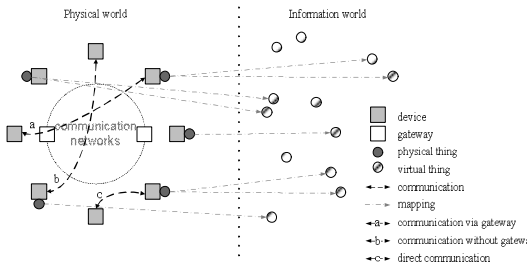 Physical world
Information world
a
communication
networks
b
c
device
gateway
physical thing
virtual thing
communication
mapping
a communication via gateway
b communication without gatew
c direct communication